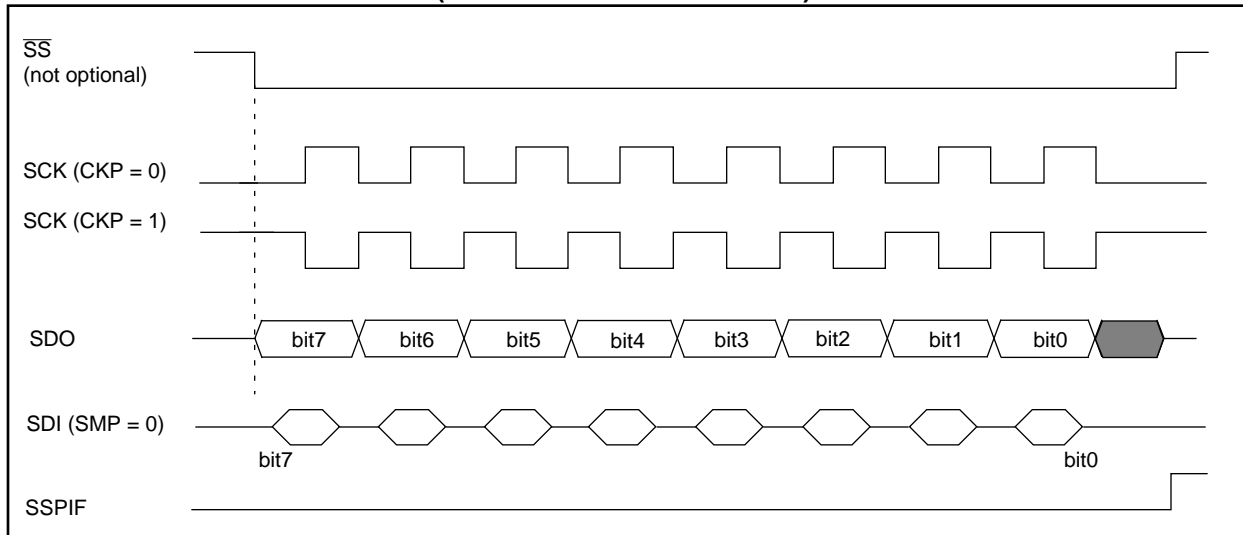 SS
(not optional)
SCK (CKP = 0)
SCK (CKP = 1)
SDO
bit7 bit6 bit5 bit4 bit3 bit2 bit1 bit0
SDI (SMP = 0)
bit7 bit0
SSPIF